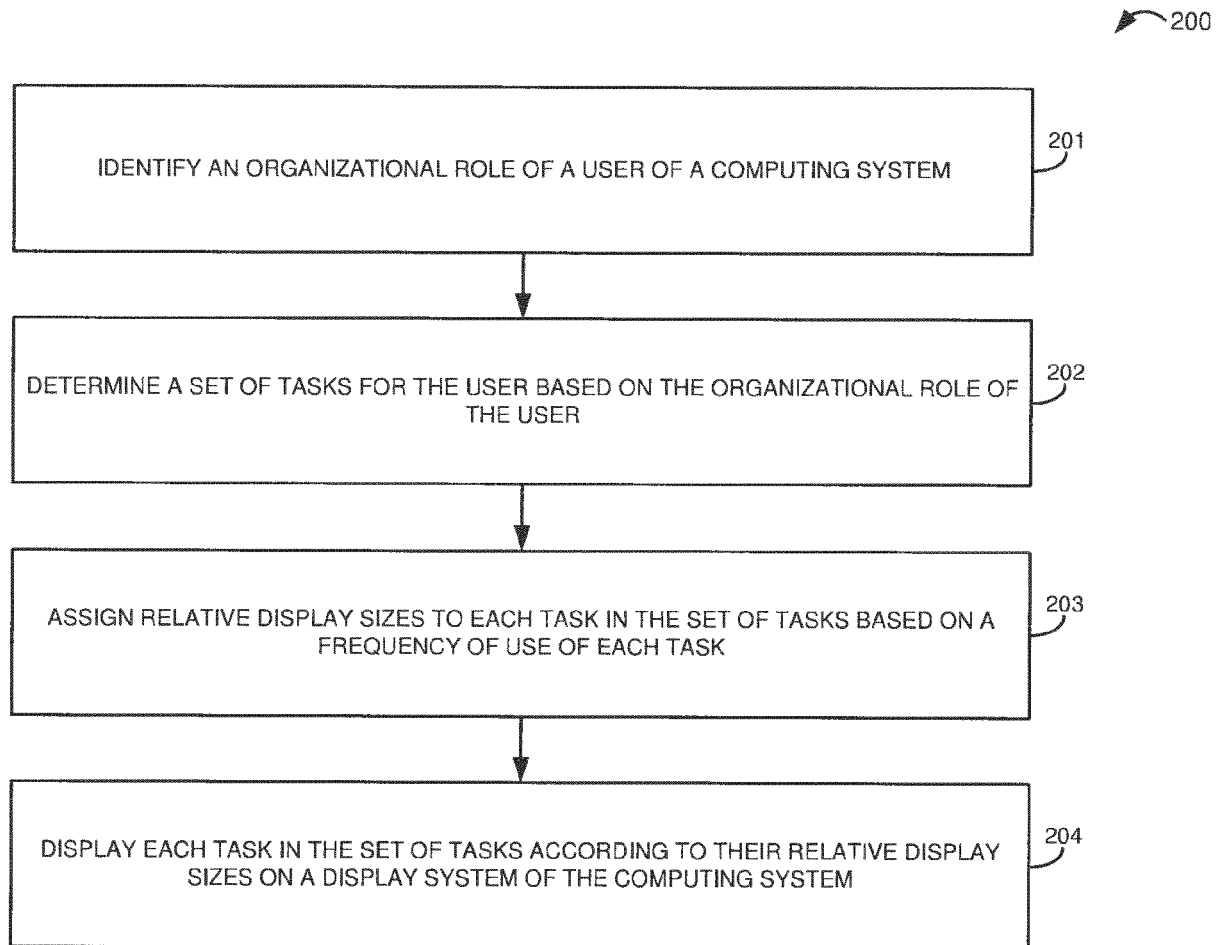 200
IDENTIFY AN ORGANIZATIONAL ROLE OF A USER OF A COMPUTING SYSTEM
201
DETERMINE A SET OF TASKS FOR THE USER BASED ON THE ORGANIZATIONAL ROLE OF
THE USER
202
ASSIGN RELATIVE DISPLAY SIZES TO EACH TASK IN THE SET OF TASKS BASED ON A
FREQUENCY OF USE OF EACH TASK
203
DISPLAY EACH TASK IN THE SET OF TASKS ACCORDING TO THEIR RELATIVE DISPLAY
SIZES ON A DISPLAY SYSTEM OF THE COMPUTING SYSTEM
204